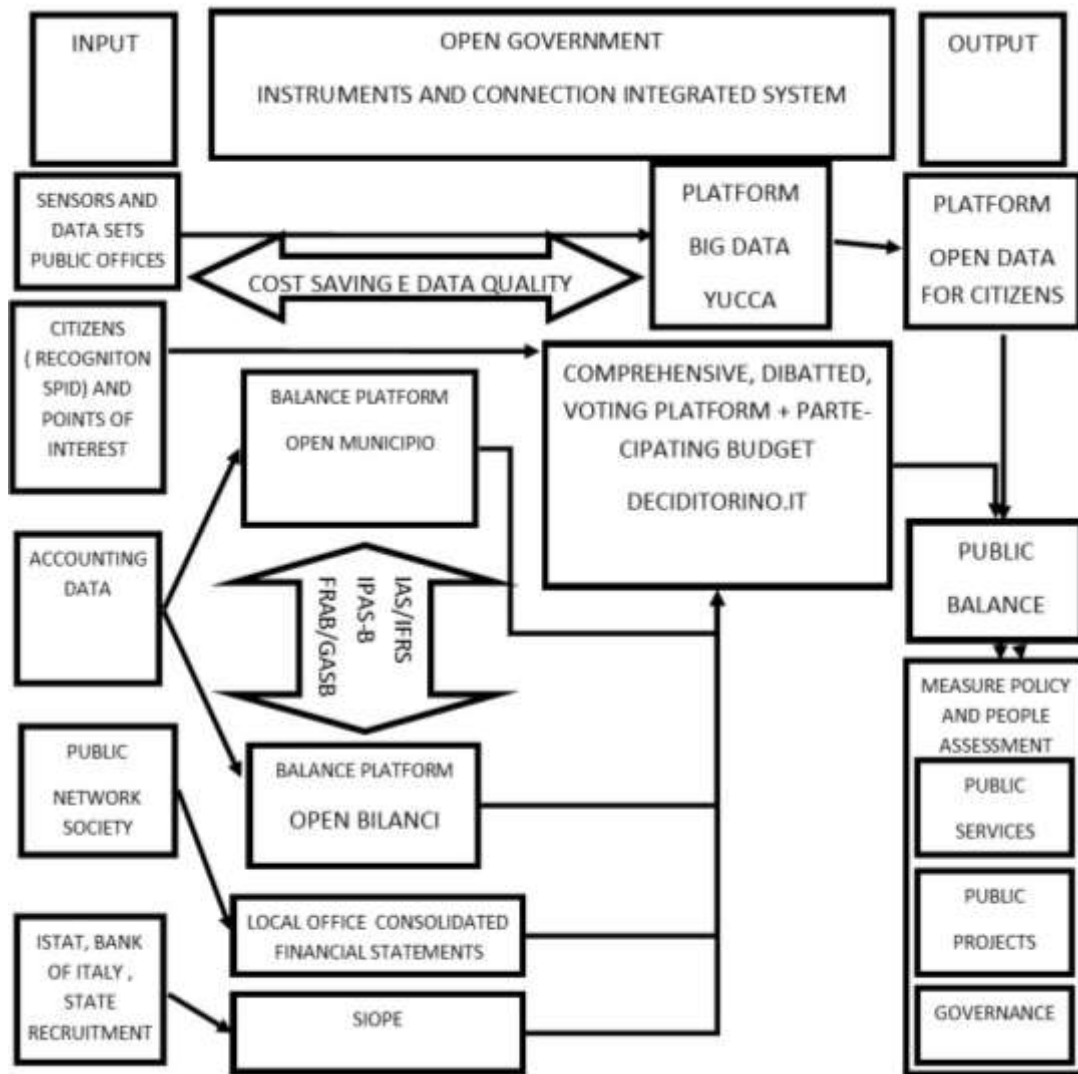 INPUT
OPEN GOVERNMENT
INSTRUMENTS AND CONNECTION INTEGRATED SYSTEM
OUTPUT
SENSORS AND
DATA SETS
PUBLIC OFFICES
COST SAVING E DATA QUALITY
PLATFORM
BIG DATA
YUCCA
PLATFORM
OPEN DATA
FOR CITIZENS
CITIZENS
( RECOGNITON
SPID) AND
POINTS OF
INTEREST
BALANCE PLATFORM
OPEN MUNICIPIO
COMPREHENSIVE, DIBATTED,
VOTING PLATFORM + PARTE-
CIPATING BUDGET
DECIDITORINO.IT
ACCOUNTING
DATA
IAS/IFRS
IPAS-B
FRAB/GASB
PUBLIC
BALANCE
PUBLIC
NETWORK
SOCIETY
BALANCE PLATFORM
OPEN BILANCI
MEASURE POLICY
AND PEOPLE
ASSESSMENT
PUBLIC
SERVICES
LOCAL OFFICE CONSOLIDATED
FINANCIAL STATEMENTS
PUBLIC
PROJECTS
ISTAT, BANK
OF ITALY ,
STATE
RECRUITMENT
SIOPE
GOVERNANCE